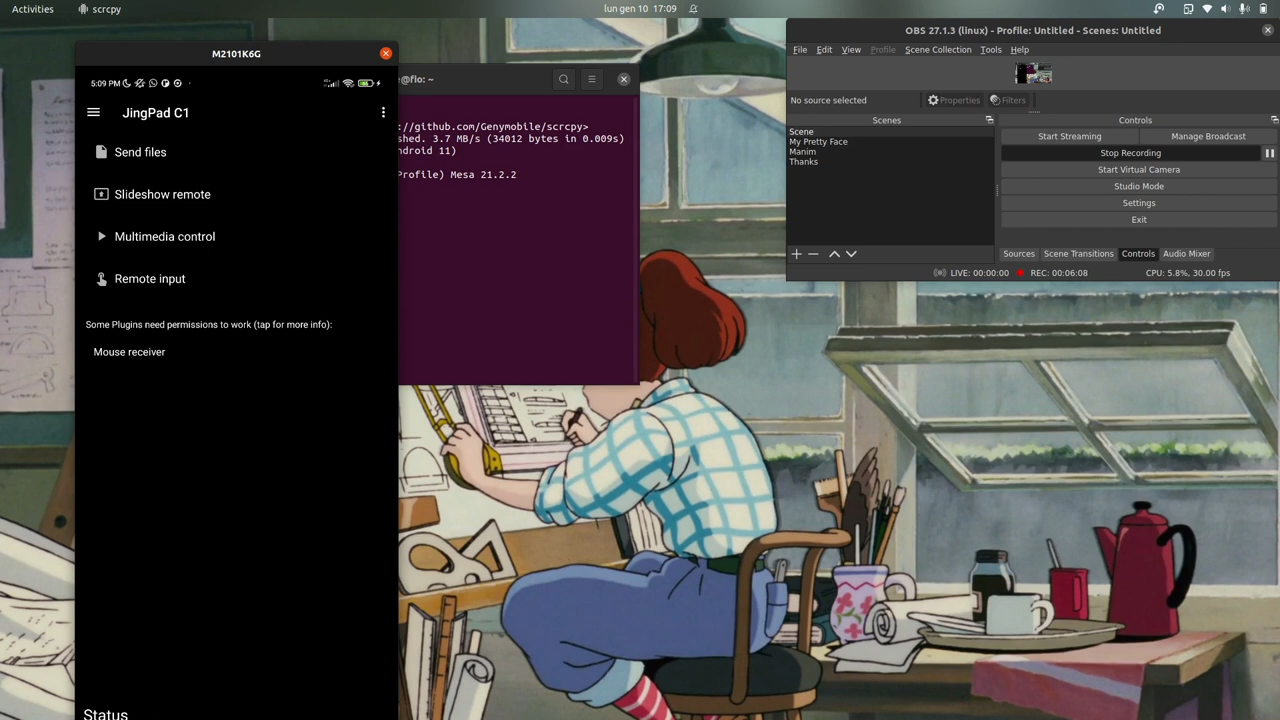 Activities
scrcpy
lun gen 10 17:09
M2101K6G
5:09 PM
JingPad C1
Send files
Slideshow remote
Multimedia control
Remote input
Some Plugins need permissions to work (tap for more info):
Mouse receiver
Status
e@flo: ~
://github.com/Genymobile/scrcpy>
shed. 3.7 MB/s (34012 bytes in 0.009s)
ndroid 11)
Profile) Mesa 21.2.2
OBS 27.1.3 (linux) - Profile: Untitled - Scenes: Untitled
File Edit View Profile Scene Collection Tools Help
No source selected
Properties
Filters
Scenes
Scene
My Pretty Face
Manim
Thanks
Controls
Start Streaming
Manage Broadcast
Stop Recording
Start Virtual Camera
Studio Mode
Settings
Exit
Sources
Scene Transitions
Controls
Audio Mixer
LIVE: 00:00:00
REC: 00:06:08
CPU: 5.8%, 30.00 fps